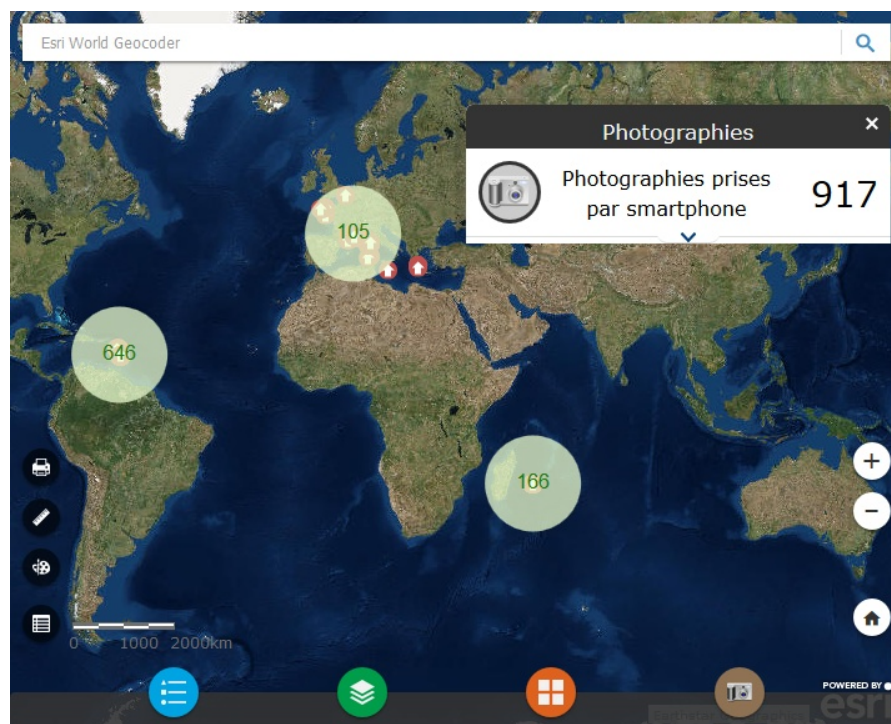 Esri World Geocoder
Photographies
Photographies prises
par smartphone
917
105
646
166
0 1000 2000km
POWERED BY
esri